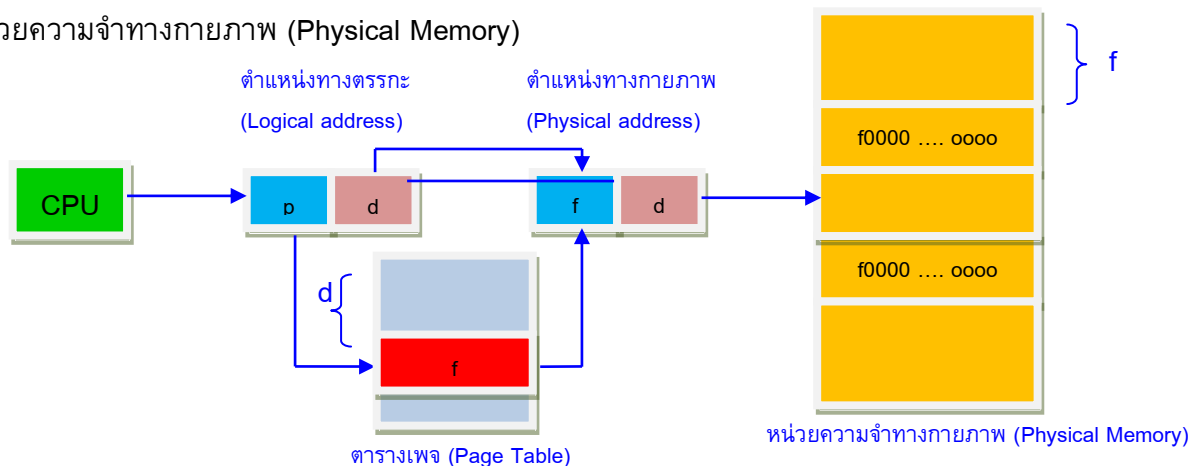 วยความจำทางกายภาพ (Physical Memory)
ตำแหน่งทางตรรกะ
(Logical address)
ตำแหน่งทางกายภาพ
(Physical address)
f
f0000 .... oooo
CPU
p
d
f
d
f0000 .... oooo
d
f
หน่วยความจำทางกายภาพ (Physical Memory)
ตารางเพจ (Page Table)